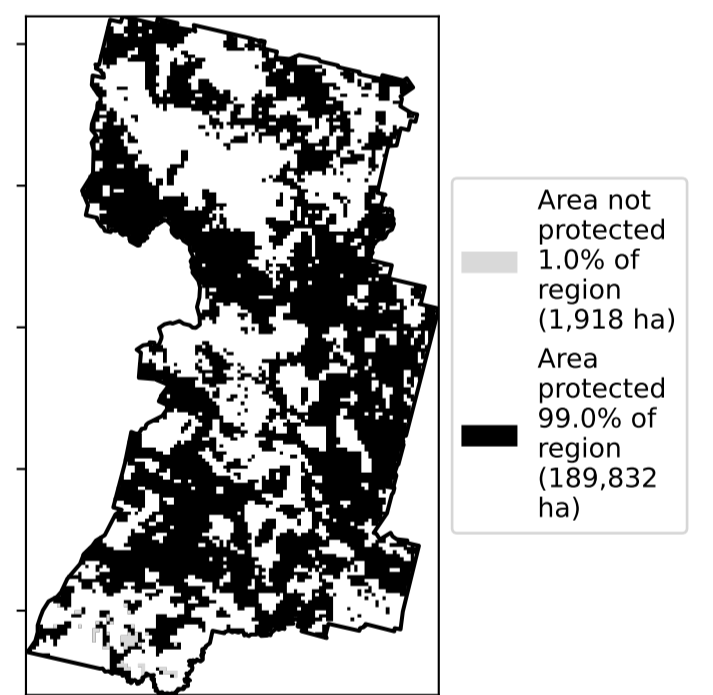 Area not
protected
1.0% of
region
(1,918 ha)
Area
protected
99.0% of
region
(189,832
ha)